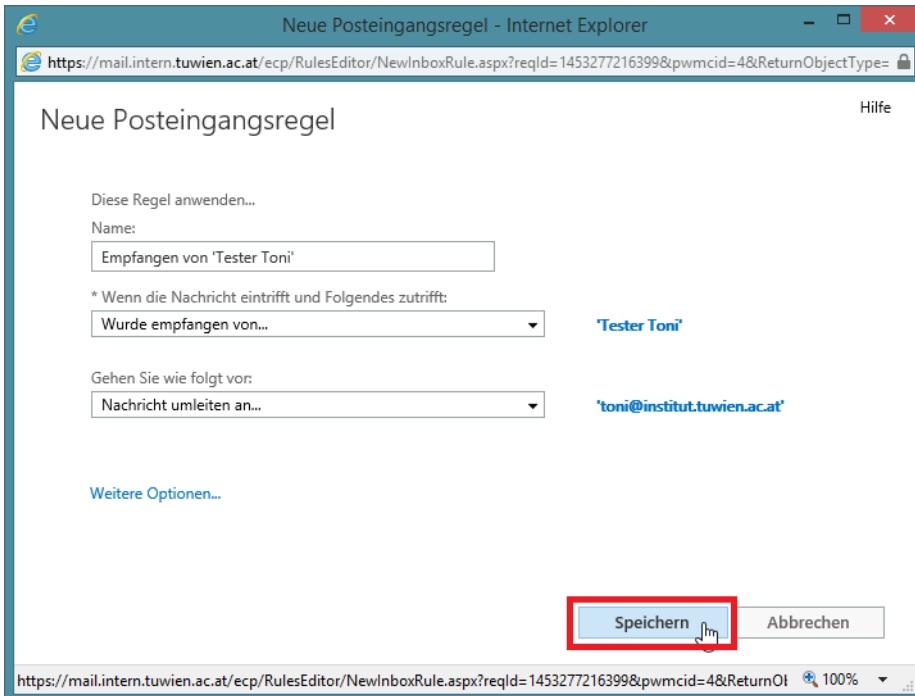 Neue Posteingangsregel - Internet Explorer
https://mail.intern.tuwien.ac.at/ecp/RulesEditor/NewInboxRule.aspx?reqId=1453277216399&pwmcid=4&ReturnObjectType=
Hilfe
Neue Posteingangsregel
Diese Regel anwenden...
Name:
Empfangen von 'Tester Toni'
* Wenn die Nachricht eintrifft und Folgendes zutrifft:
Wurde empfangen von... 'Tester Toni'
Gehen Sie wie folgt vor:
Nachricht umleiten an... 'toni@institut.tuwien.ac.at'
Weitere Optionen...
Speichern Abbrechen
https://mail.intern.tuwien.ac.at/ecp/RulesEditor/NewInboxRule.aspx?reqId=1453277216399&pwmcid=4&ReturnOl 100%